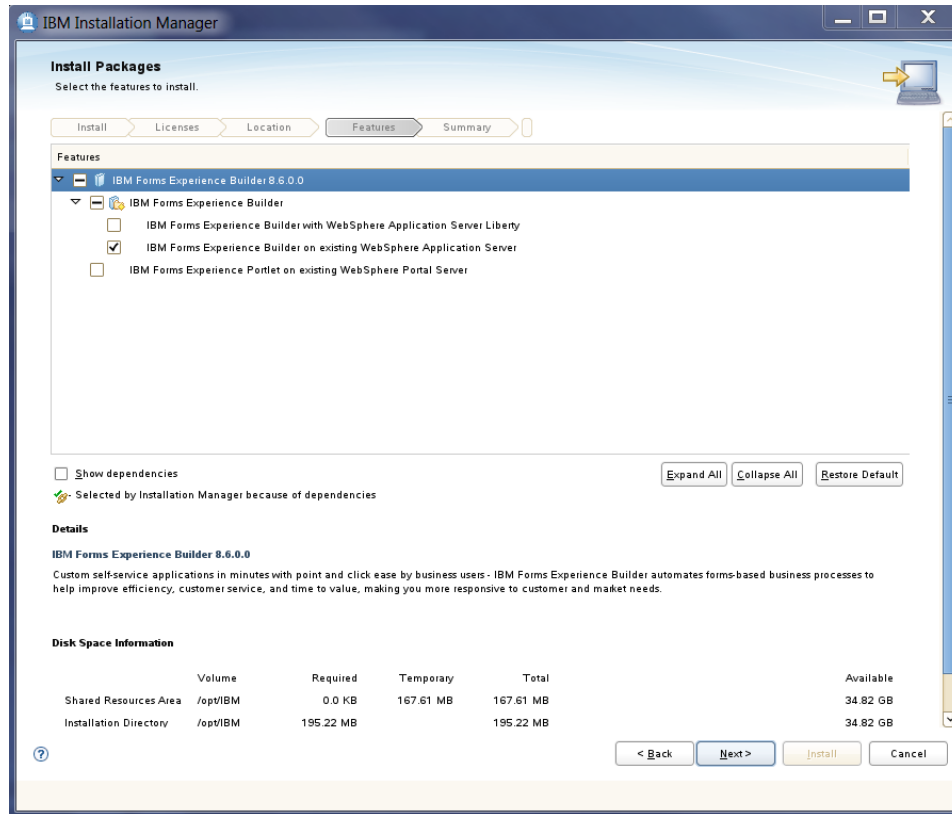 IBM Installation Manager
Install Packages
Select the features to install.
Install Licenses Location Features Summary
Features
IBM Forms Experience Builder 8.6.0.0
IBM Forms Experience Builder
IBM Forms Experience Builder with WebSphere Application Server Liberty
IBM Forms Experience Builder on existing WebSphere Application Server
IBM Forms Experience Portlet on existing WebSphere Portal Server
Show dependencies Expand All Collapse All Restore Default
- Selected by Installation Manager because of dependencies
Details
IBM Forms Experience Builder 8.6.0.0
Custom self-service applications in minutes with point and click ease by business users - IBM Forms Experience Builder automates forms-based business processes to
help improve efficiency, customer service, and time to value, making you more responsive to customer and market needs.
Disk Space Information
Volume Required Temporary Total Available
Shared Resources Area /opt/IBM 0.0 KB 167.61 MB 167.61 MB 34.82 GB
Installation Directory /opt/IBM 195.22 MB 195.22 MB 34.82 GB
? < Back Next > Install Cancel